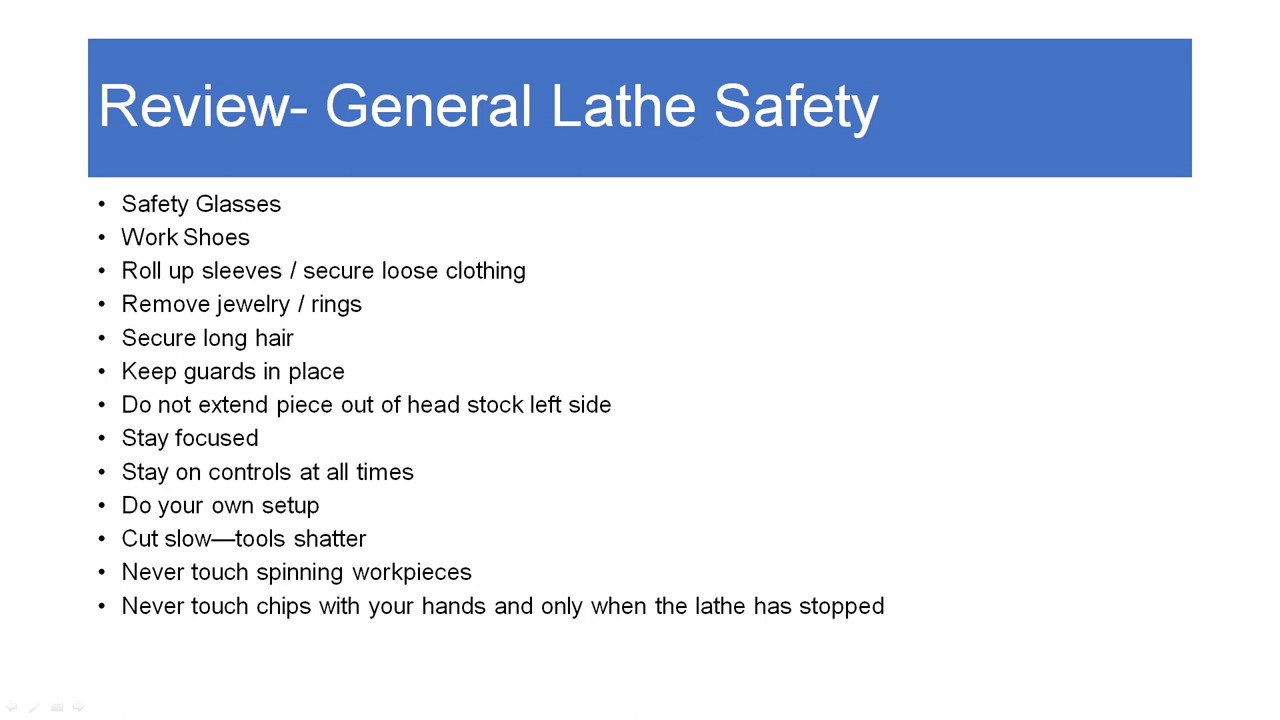 Review- General Lathe Safety
• Safety Glasses
• Work Shoes
• Roll up sleeves / secure loose clothing
• Remove jewelry / rings
• Secure long hair
• Keep guards in place
• Do not extend piece out of head stock left side
• Stay focused
• Stay on controls at all times
• Do your own setup
• Cut slow—tools shatter
• Never touch spinning workpieces
• Never touch chips with your hands and only when the lathe has stopped